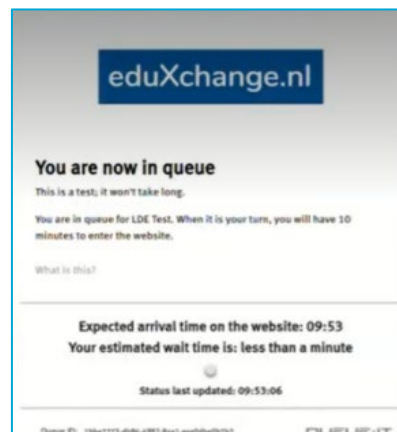 eduXchange.nl
You are now in queue
This is a test; it won't take long.
You are in queue for LDE Test. When it is your turn, you will have 10
minutes to enter the website.
What is this?
Expected arrival time on the website: 09:53
Your estimated wait time is: less than a minute
Status last updated: 09:53:06
Queue ID: